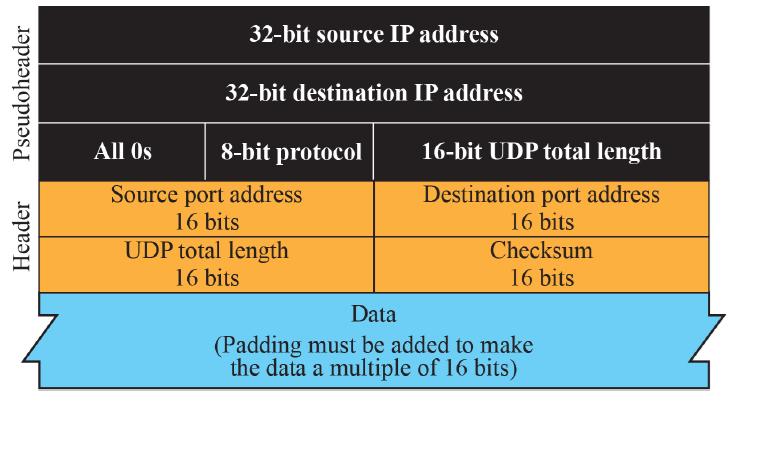 Pseudoheader
32-bit source IP address
32-bit destination IP address
All 0s
8-bit protocol
16-bit UDP total length
Header
Source port address
16 bits
Destination port address
16 bits
UDP total length
16 bits
Checksum
16 bits
Data
(Padding must be added to make
the data a multiple of 16 bits)